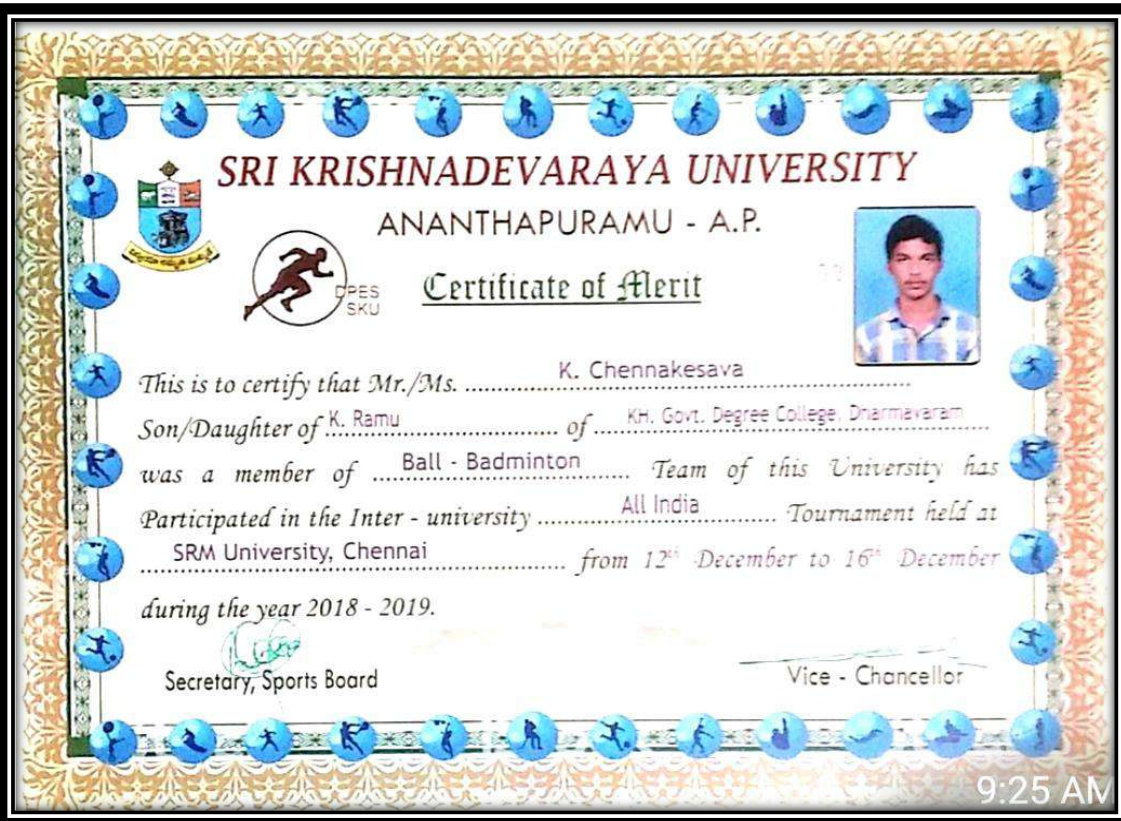 SRI KRISHNADEVARAYA UNIVERSITY
ANANTHAPURAMU - A.P.
DPES
SKU
Certificate of Merit
This is to certify that Mr./Ms. .......... K. Chennakesava ..........
Son/Daughter of K. Ramu .......... of .......... KH. Govt. Degree College, Dharmavaram
was a member of .......... Ball - Badminton .......... Team of this University has
Participated in the Inter - university .......... All India .......... Tournament held at
SRM University, Chennai .......... from 12th December to 16th December
during the year 2018 - 2019.
Secretary, Sports Board
Vice - Chancellor
9:25 AM